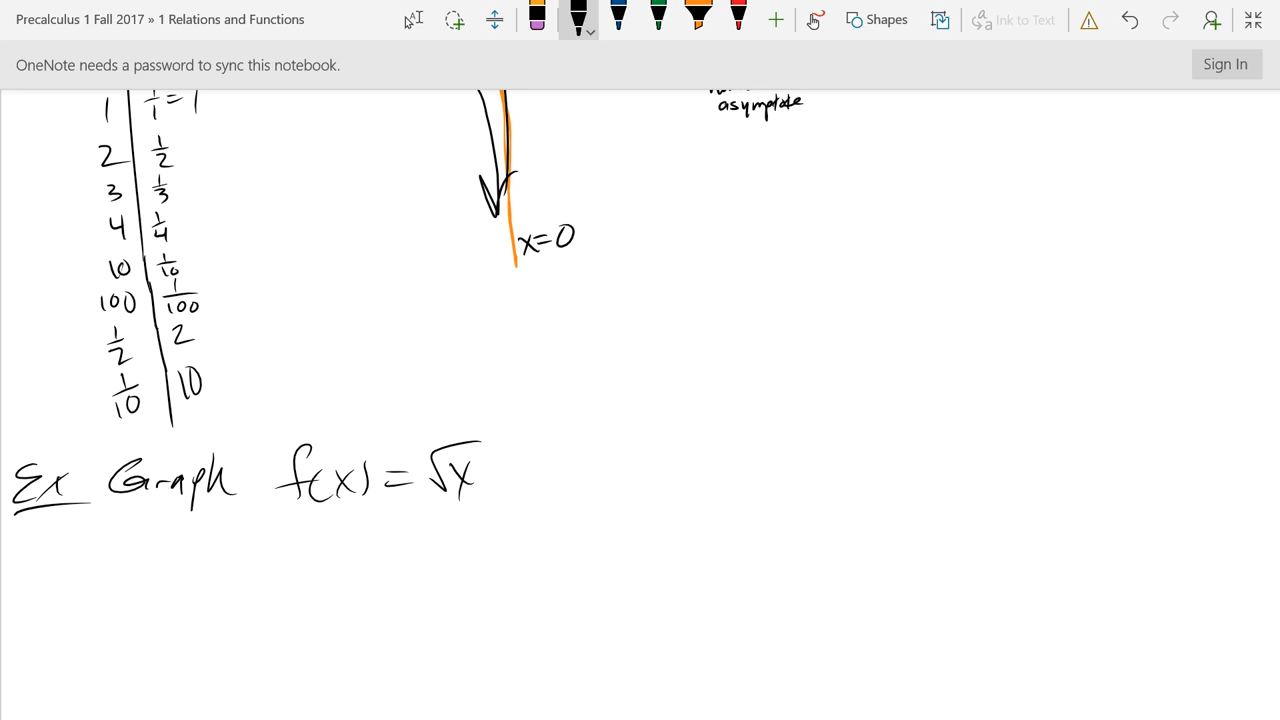 Precalculus 1 Fall 2017 » 1 Relations and Functions
Shapes
Ink to Text
OneNote needs a password to sync this notebook.
Sign In
1 | 1/1 = 1
asymptote
2 | 1/2
3 | 1/3
4 | 1/4
10 | 1/10
100 | 1/100
1/2 | 2
1/10 | 10
x=0
Ex Graph f(x) = √x